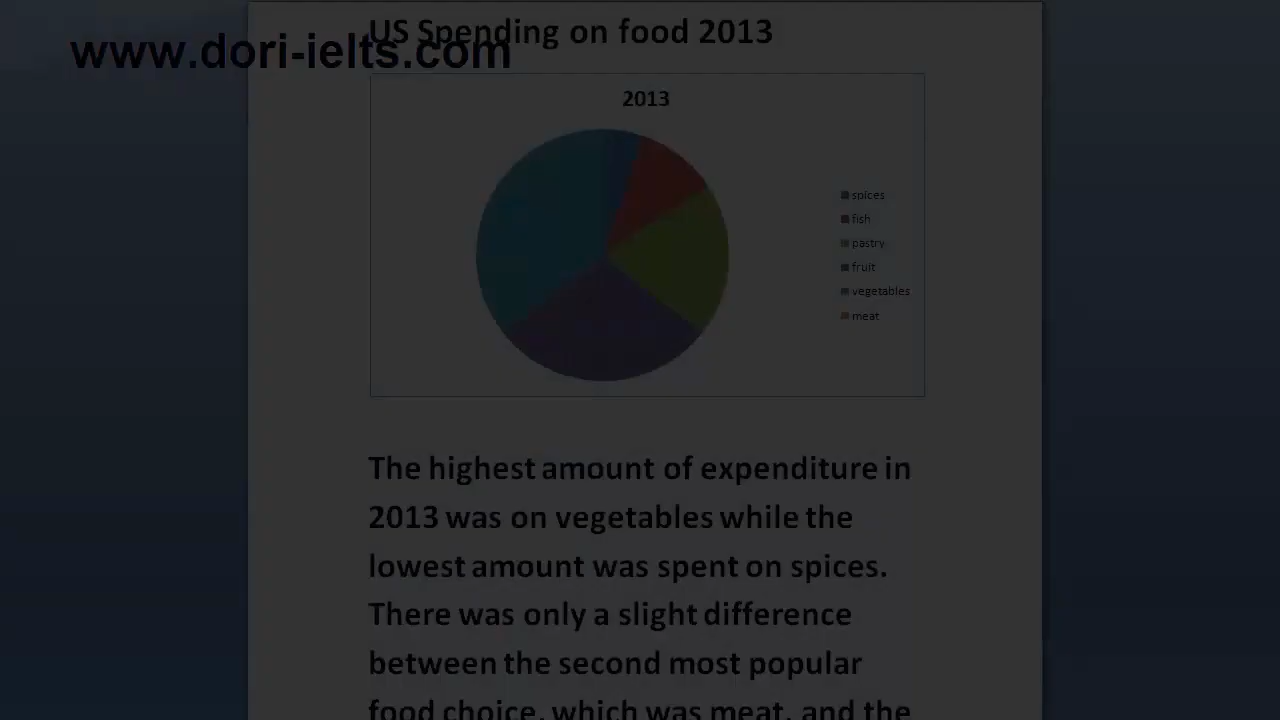 US Spending on food 2013
www.dori-ielts.com
2013
spices
fish
pastry
fruit
vegetables
meat
The highest amount of expenditure in
2013 was on vegetables while the
lowest amount was spent on spices.
There was only a slight difference
between the second most popular
food choice, which was meat, and the